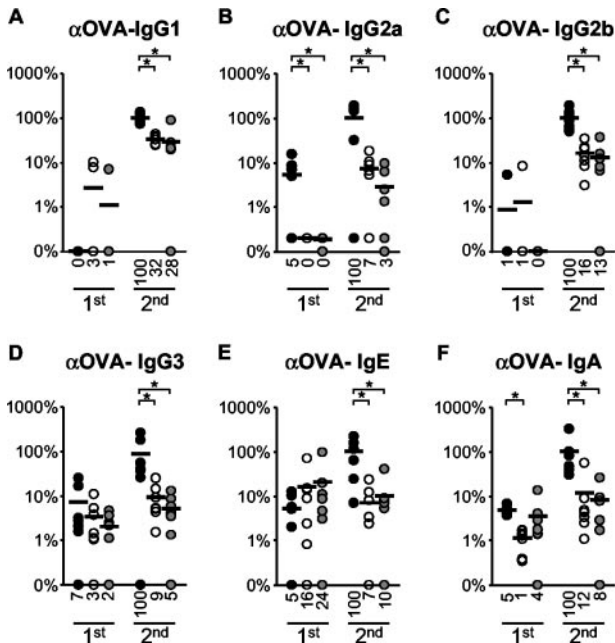 A αOVA-IgG1
* *
1000%
100%
10%
1%
0%
0 3 1 100 32 28
1st 2nd
B αOVA- IgG2a
* * * *
1000%
100%
10%
1%
0%
5 0 0 100 7 3
1st 2nd
C αOVA- IgG2b
* *
1000%
100%
10%
1%
0%
1 1 0 100 16 13
1st 2nd
D αOVA- IgG3
* *
1000%
100%
10%
1%
0%
7 3 2 100 9 5
1st 2nd
E αOVA- IgE
* *
1000%
100%
10%
1%
0%
5 16 24 100 7 10
1st 2nd
F αOVA- IgA
* * *
1000%
100%
10%
1%
0%
5 1 4 100 12 8
1st 2nd